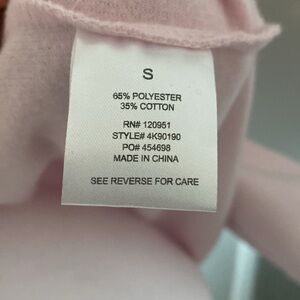 S
65% POLYESTER
35% COTTON
RN# 120951
STYLE# 4K90190
PO# 454698
MADE IN CHINA
SEE REVERSE FOR CARE